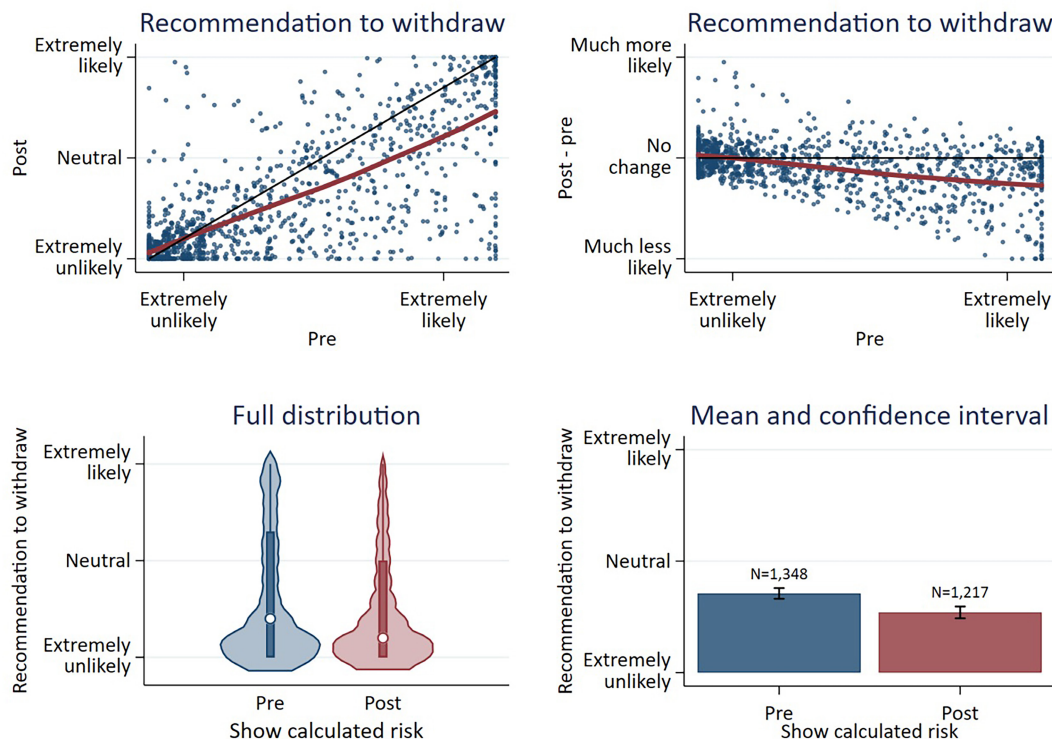 Recommendation to withdraw
Extremely
likely
Neutral
Extremely
unlikely
Post
Extremely
unlikely
Extremely
likely
Pre
Recommendation to withdraw
Much more
likely
No
change
Much less
likely
Post - pre
Extremely
unlikely
Extremely
likely
Pre
Full distribution
Extremely
likely
Neutral
Extremely
unlikely
Recommendation to withdraw
Pre
Post
Show calculated risk
Mean and confidence interval
Extremely
likely
Neutral
Extremely
unlikely
Recommendation to withdraw
N=1,348
N=1,217
Pre
Post
Show calculated risk